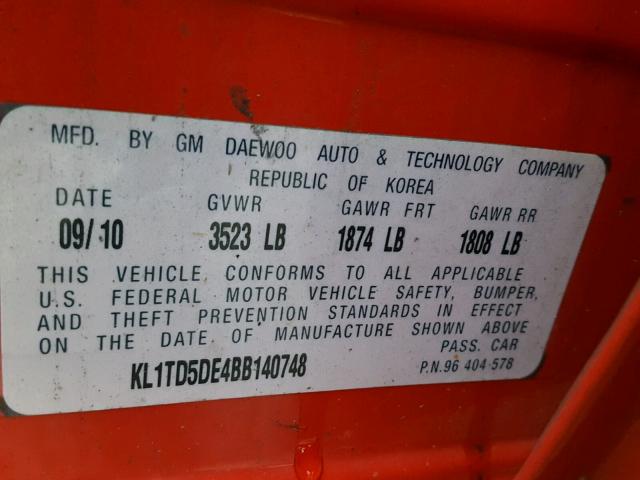 MFD. BY GM DAEWOO AUTO & TECHNOLOGY COMPANY
REPUBLIC OF KOREA
DATE GVWR GAWR FRT GAWR RR
09/10 3523 LB 1874 LB 1808 LB
THIS VEHICLE CONFORMS TO ALL APPLICABLE
U.S. FEDERAL MOTOR VEHICLE SAFETY, BUMPER,
AND THEFT PREVENTION STANDARDS IN EFFECT
ON THE DATE OF MANUFACTURE SHOWN ABOVE
PASS. CAR
KL1TD5DE4BB140748 P.N.96 404 578